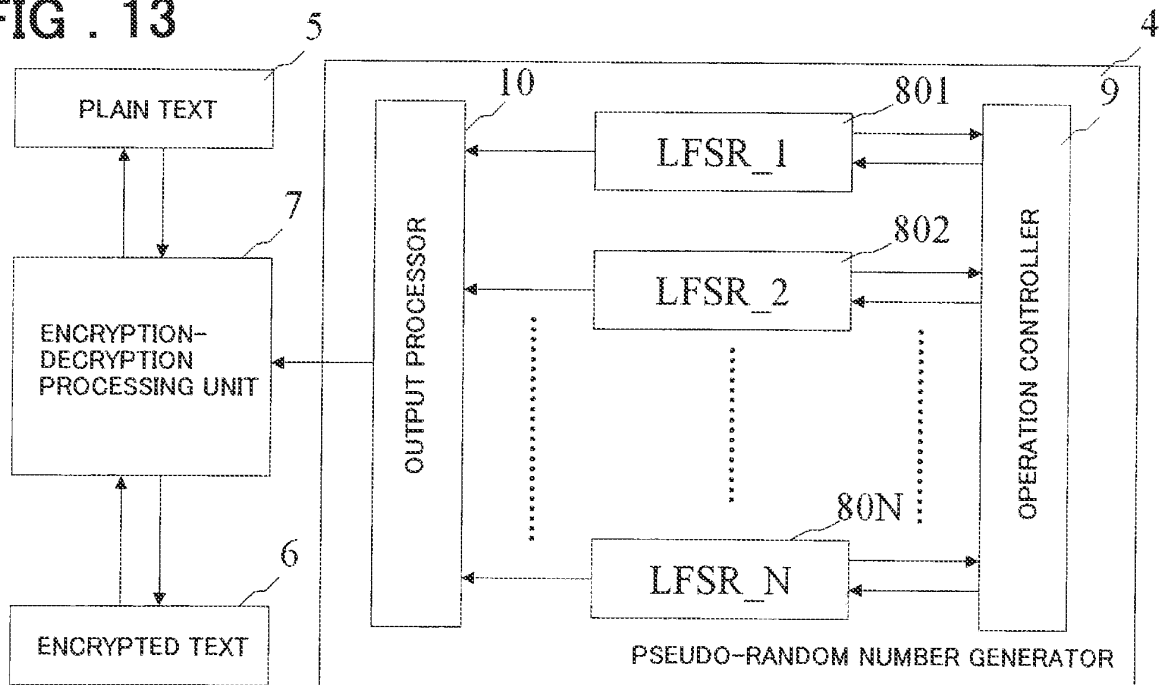 FIG . 13
5
4
PLAIN TEXT
10
801
9
LFSR_1
7
802
LFSR_2
ENCRYPTION-
DECRYPTION
PROCESSING UNIT
OUTPUT PROCESSOR
OPERATION CONTROLLER
80N
LFSR_N
6
ENCRYPTED TEXT
PSEUDO-RANDOM NUMBER GENERATOR